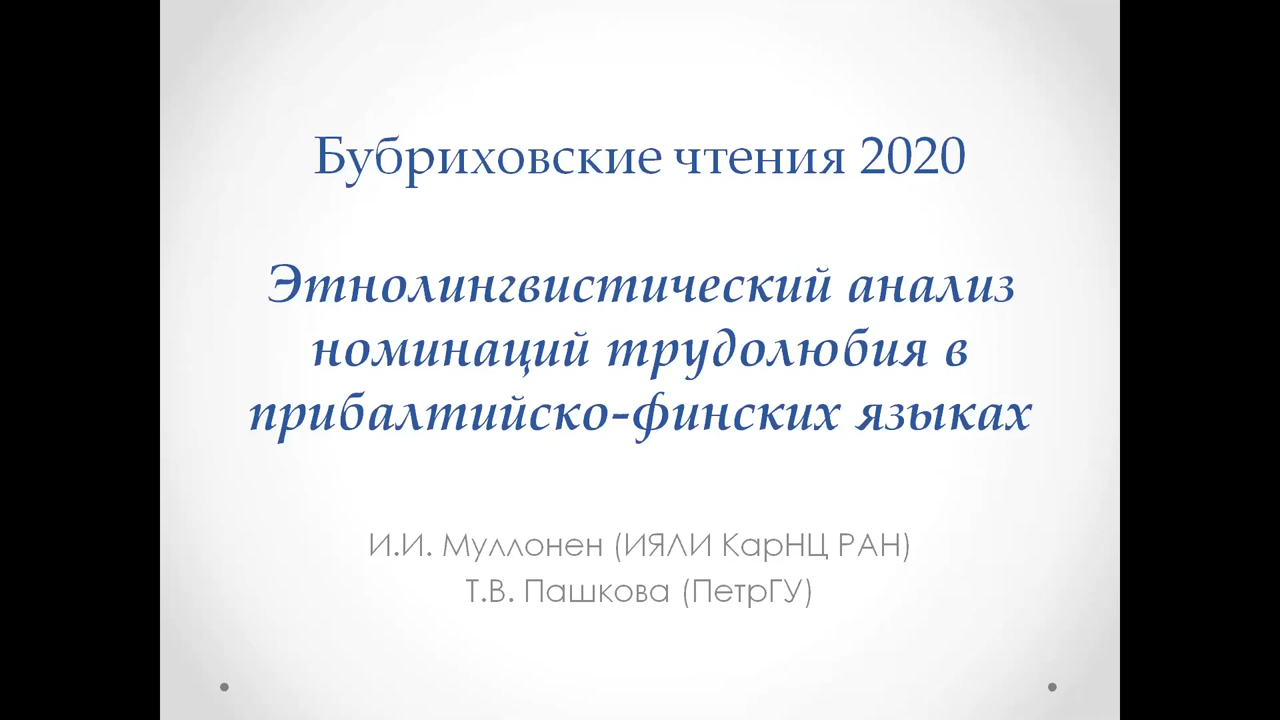 Бубриховские чтения 2020
Этнолингвистический анализ
номинаций трудолюбия в
прибалтийско-финских языках
И.И. Муллонен (ИЯЛИ КарНЦ РАН)
Т.В. Пашкова (ПетрГУ)